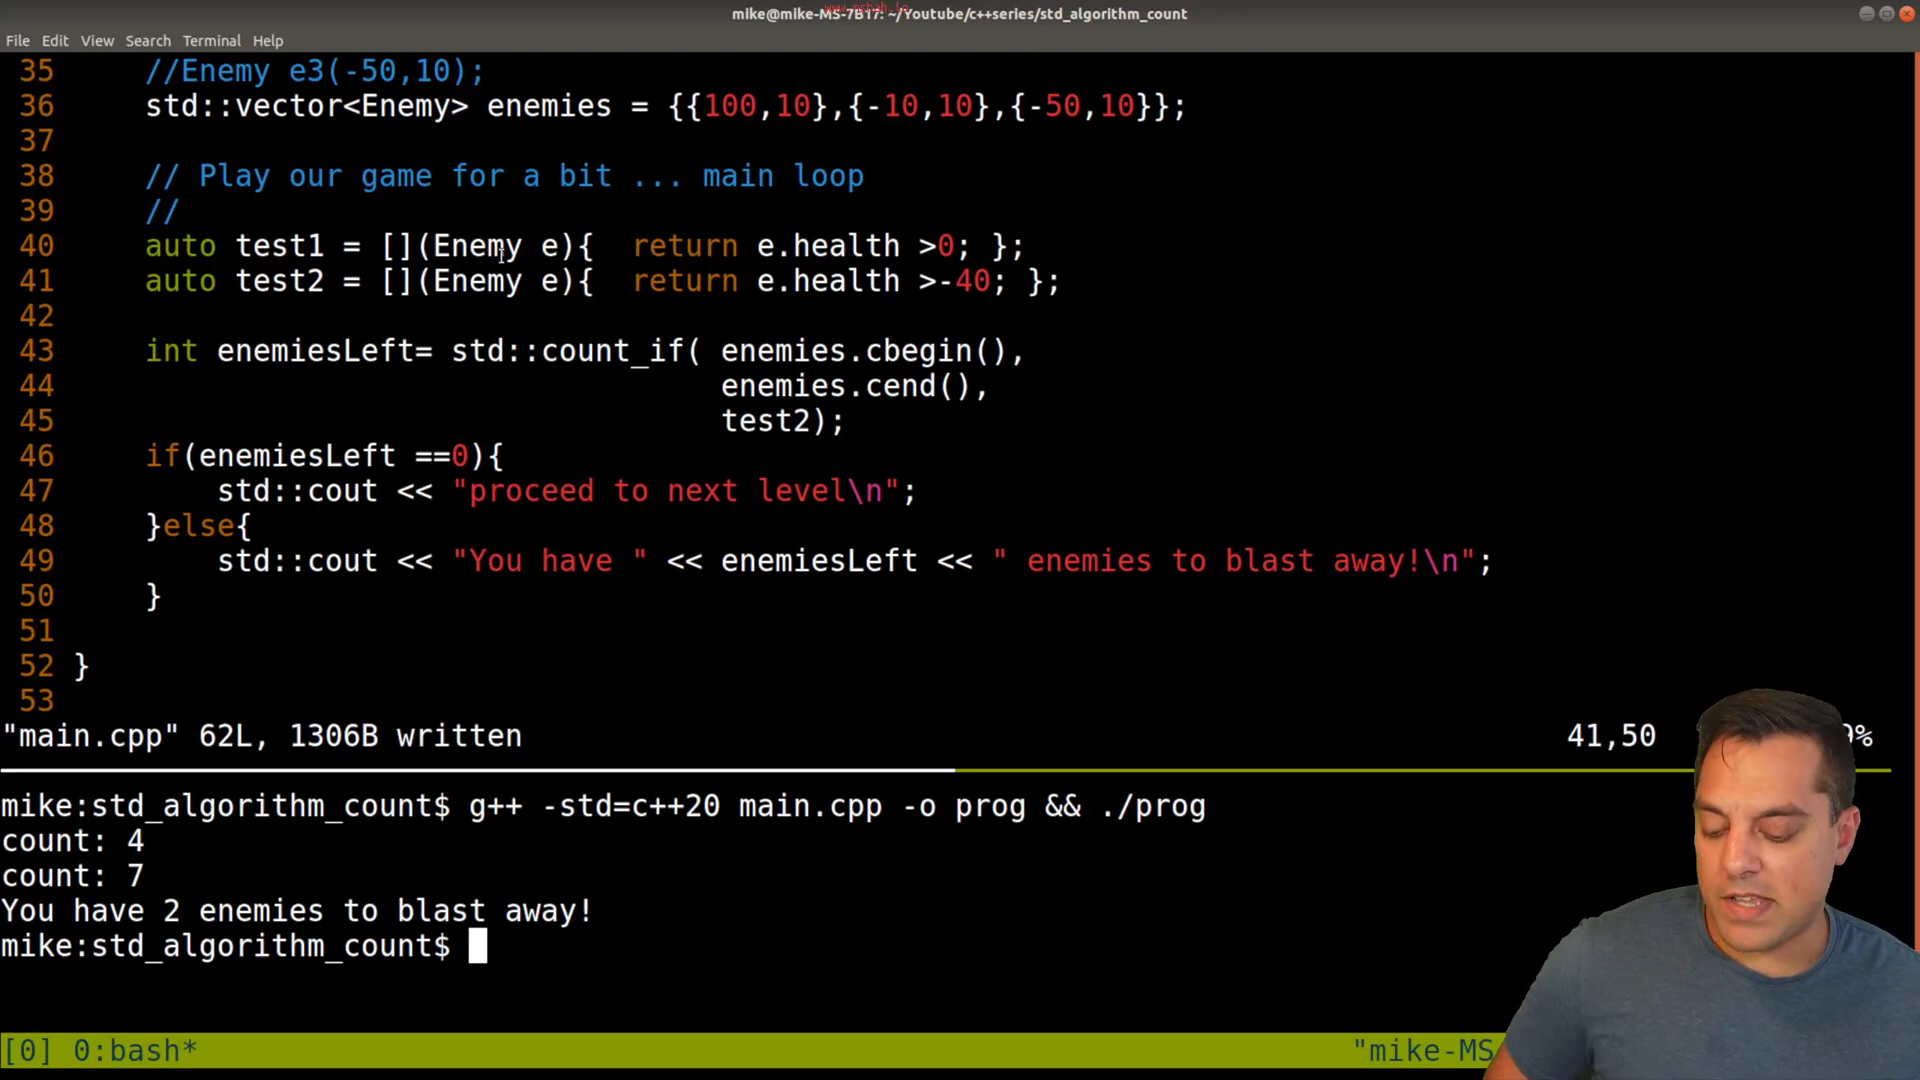 www.mshah.io
mike@mike-MS-7B17: ~/Youtube/c++series/std_algorithm_count
File Edit View Search Terminal Help
35     //Enemy e3(-50,10);
36     std::vector<Enemy> enemies = {{100,10},{-10,10},{-50,10}};
37
38     // Play our game for a bit ... main loop
39     //
40     auto test1 = [](Enemy e){  return e.health >0; };
41     auto test2 = [](Enemy e){  return e.health >-40; };
42
43     int enemiesLeft= std::count_if( enemies.cbegin(),
44                                     enemies.cend(),
45                                     test2);
46     if(enemiesLeft ==0){
47         std::cout << "proceed to next level\n";
48     }else{
49         std::cout << "You have " << enemiesLeft << " enemies to blast away!\n";
50     }
51
52 }
53
"main.cpp" 62L, 1306B written 41,50 9%
mike:std_algorithm_count$ g++ -std=c++20 main.cpp -o prog && ./prog
count: 4
count: 7
You have 2 enemies to blast away!
mike:std_algorithm_count$
[0] 0:bash* "mike-MS